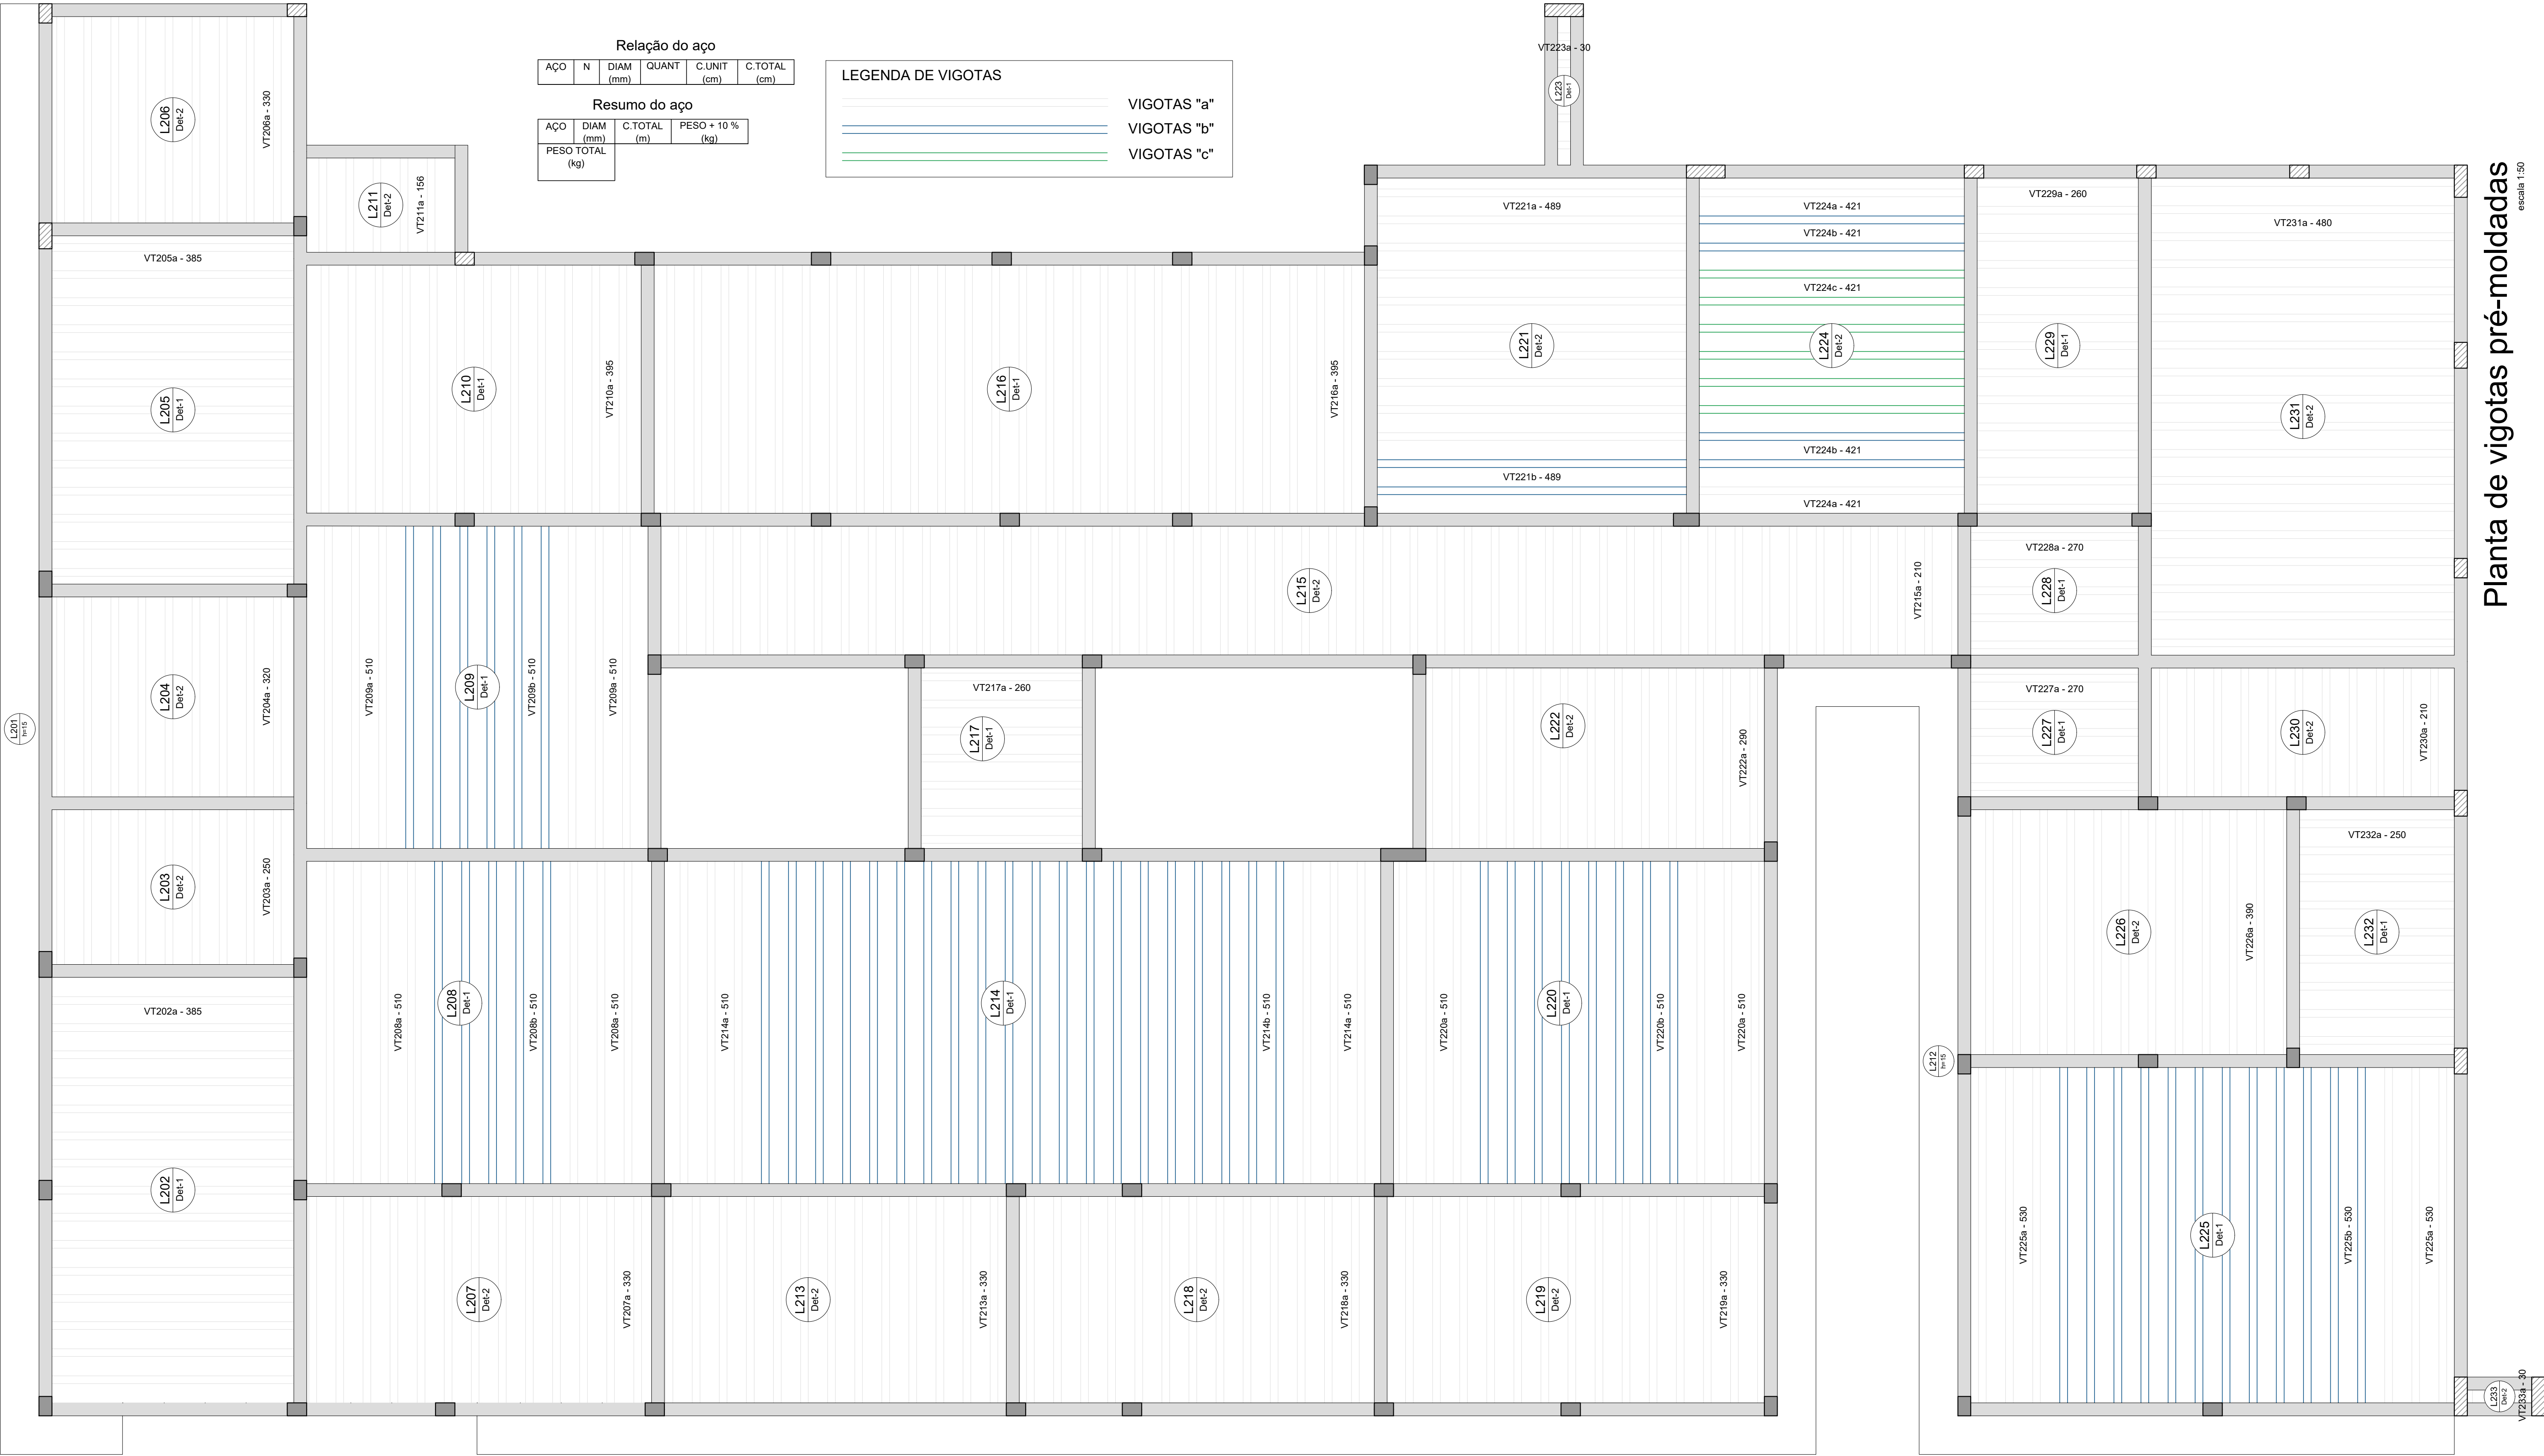 Relação do aço
AÇO N DIAM (mm) QUANT C.UNIT (cm) C.TOTAL (cm)
Resumo do aço
AÇO DIAM (mm) C.TOTAL (m) PESO + 10 % (kg)
PESO TOTAL (kg)
LEGENDA DE VIGOTAS
VIGOTAS "a"
VIGOTAS "b"
VIGOTAS "c"
Planta de vigotas pré-moldadas
escala 1:50
L206
Det-2
VT206a - 330
L211
Det-2
VT211a - 156
VT223a - 30
L223
Det-1
VT205a - 385
L205
Det-1
L210
Det-1
VT210a - 395
L216
Det-1
VT216a - 395
VT221a - 489
L221
Det-2
VT221b - 489
VT224a - 421
VT224b - 421
VT224c - 421
L224
Det-2
VT224b - 421
VT224a - 421
VT229a - 260
L229
Det-1
VT231a - 480
L231
Det-2
L215
Det-2
VT215a - 210
VT228a - 270
L228
Det-1
L201
h=15
L204
Det-2
VT204a - 320
VT209a - 510
L209
Det-1
VT209b - 510
VT209a - 510
VT217a - 260
L217
Det-1
L222
Det-2
VT222a - 290
VT227a - 270
L227
Det-1
L230
Det-2
VT230a - 210
L203
Det-2
VT203a - 250
L226
Det-2
VT226a - 390
VT232a - 250
L232
Det-1
VT202a - 385
L202
Det-1
VT208a - 510
L208
Det-1
VT208b - 510
VT208a - 510
VT214a - 510
L214
Det-1
VT214b - 510
VT214a - 510
VT220a - 510
L220
Det-1
VT220b - 510
VT220a - 510
L212
h=15
VT225a - 530
L225
Det-1
VT225b - 530
VT225a - 530
L207
Det-2
VT207a - 330
L213
Det-2
VT213a - 330
L218
Det-2
VT218a - 330
L219
Det-2
VT219a - 330
L233
Det-2
VT233a - 30